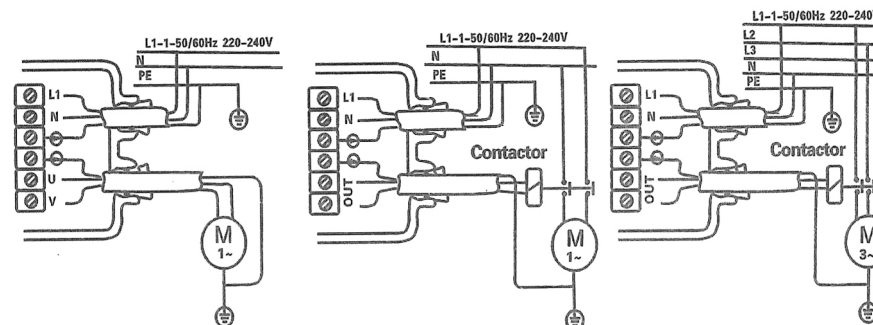 L1-1-50/60Hz 220-240V
N
PE
L1
N
U
V
M
1~
L1-1-50/60Hz 220-240V
N
PE
L1
N
OUT
Contactor
M
1~
L1-1-50/60Hz 220-240V
L2
L3
N
PE
L1
N
OUT
Contactor
M
3~